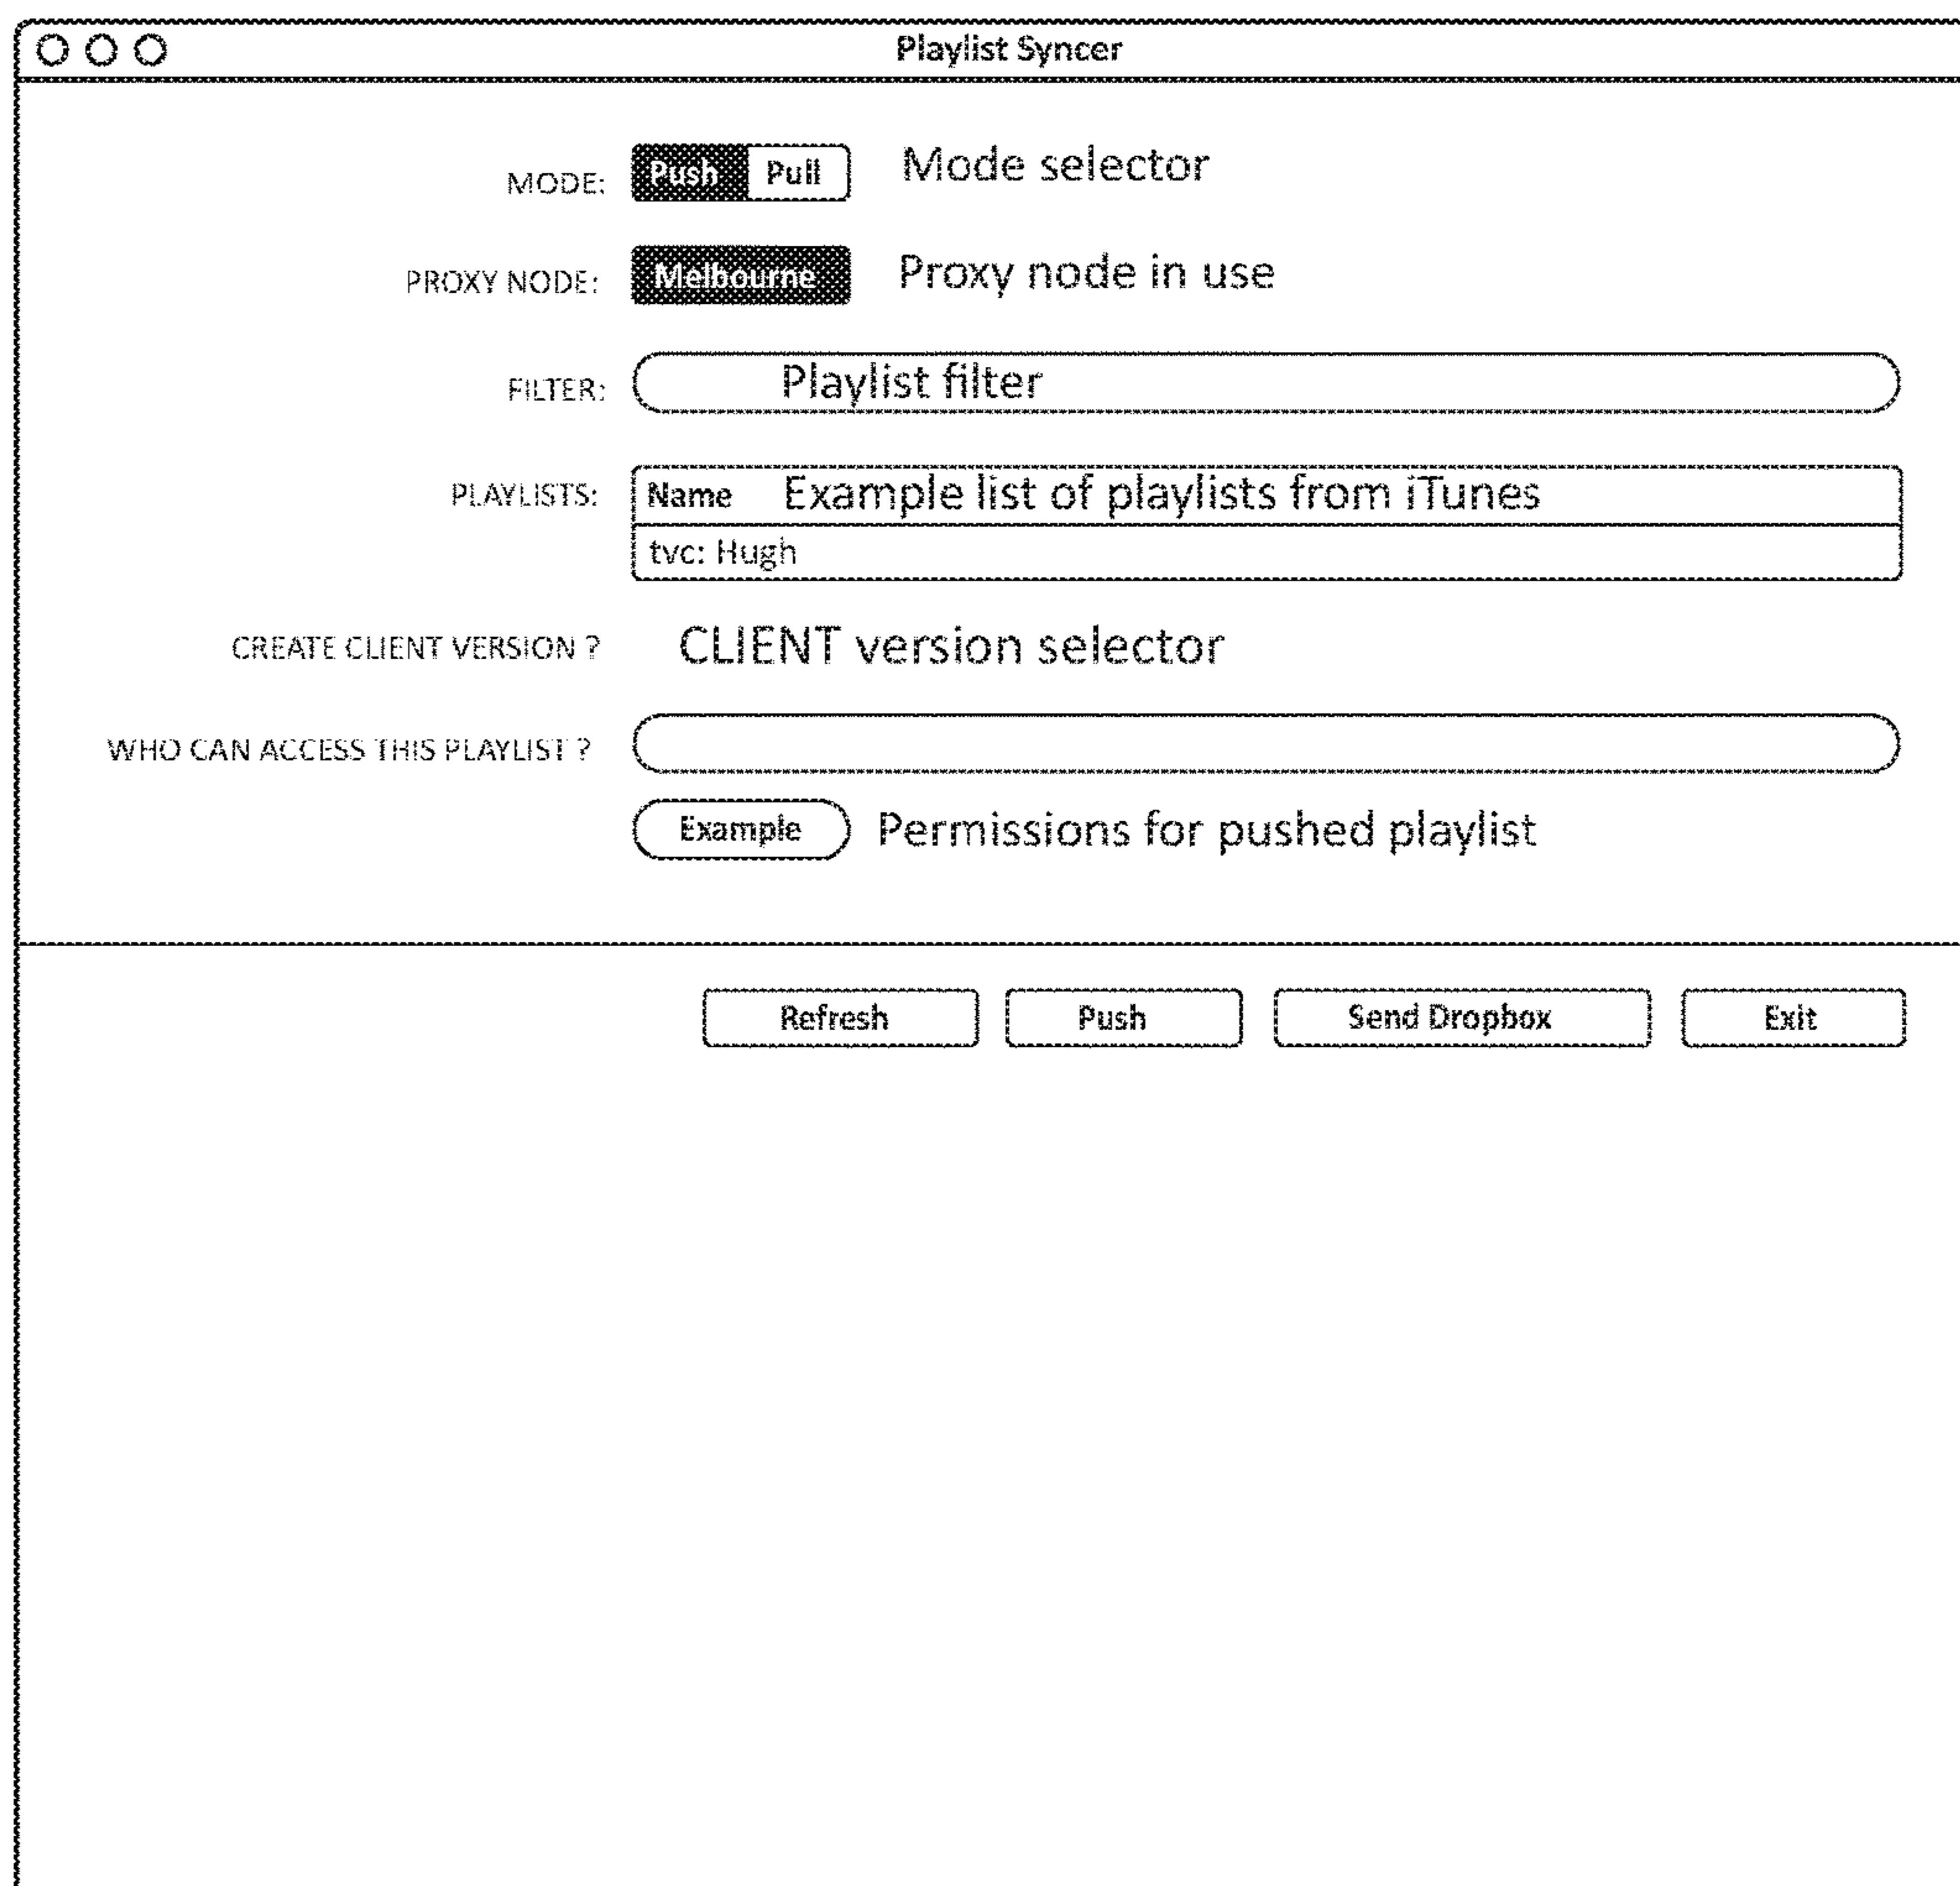 Playlist Syncer
MODE: Push Pull Mode selector
PROXY NODE: Melbourne Proxy node in use
FILTER: Playlist filter
PLAYLISTS: Name Example list of playlists from iTunes
tvc: Hugh
CREATE CLIENT VERSION ? CLIENT version selector
WHO CAN ACCESS THIS PLAYLIST ?
Example Permissions for pushed playlist
Refresh Push Send Dropbox Exit